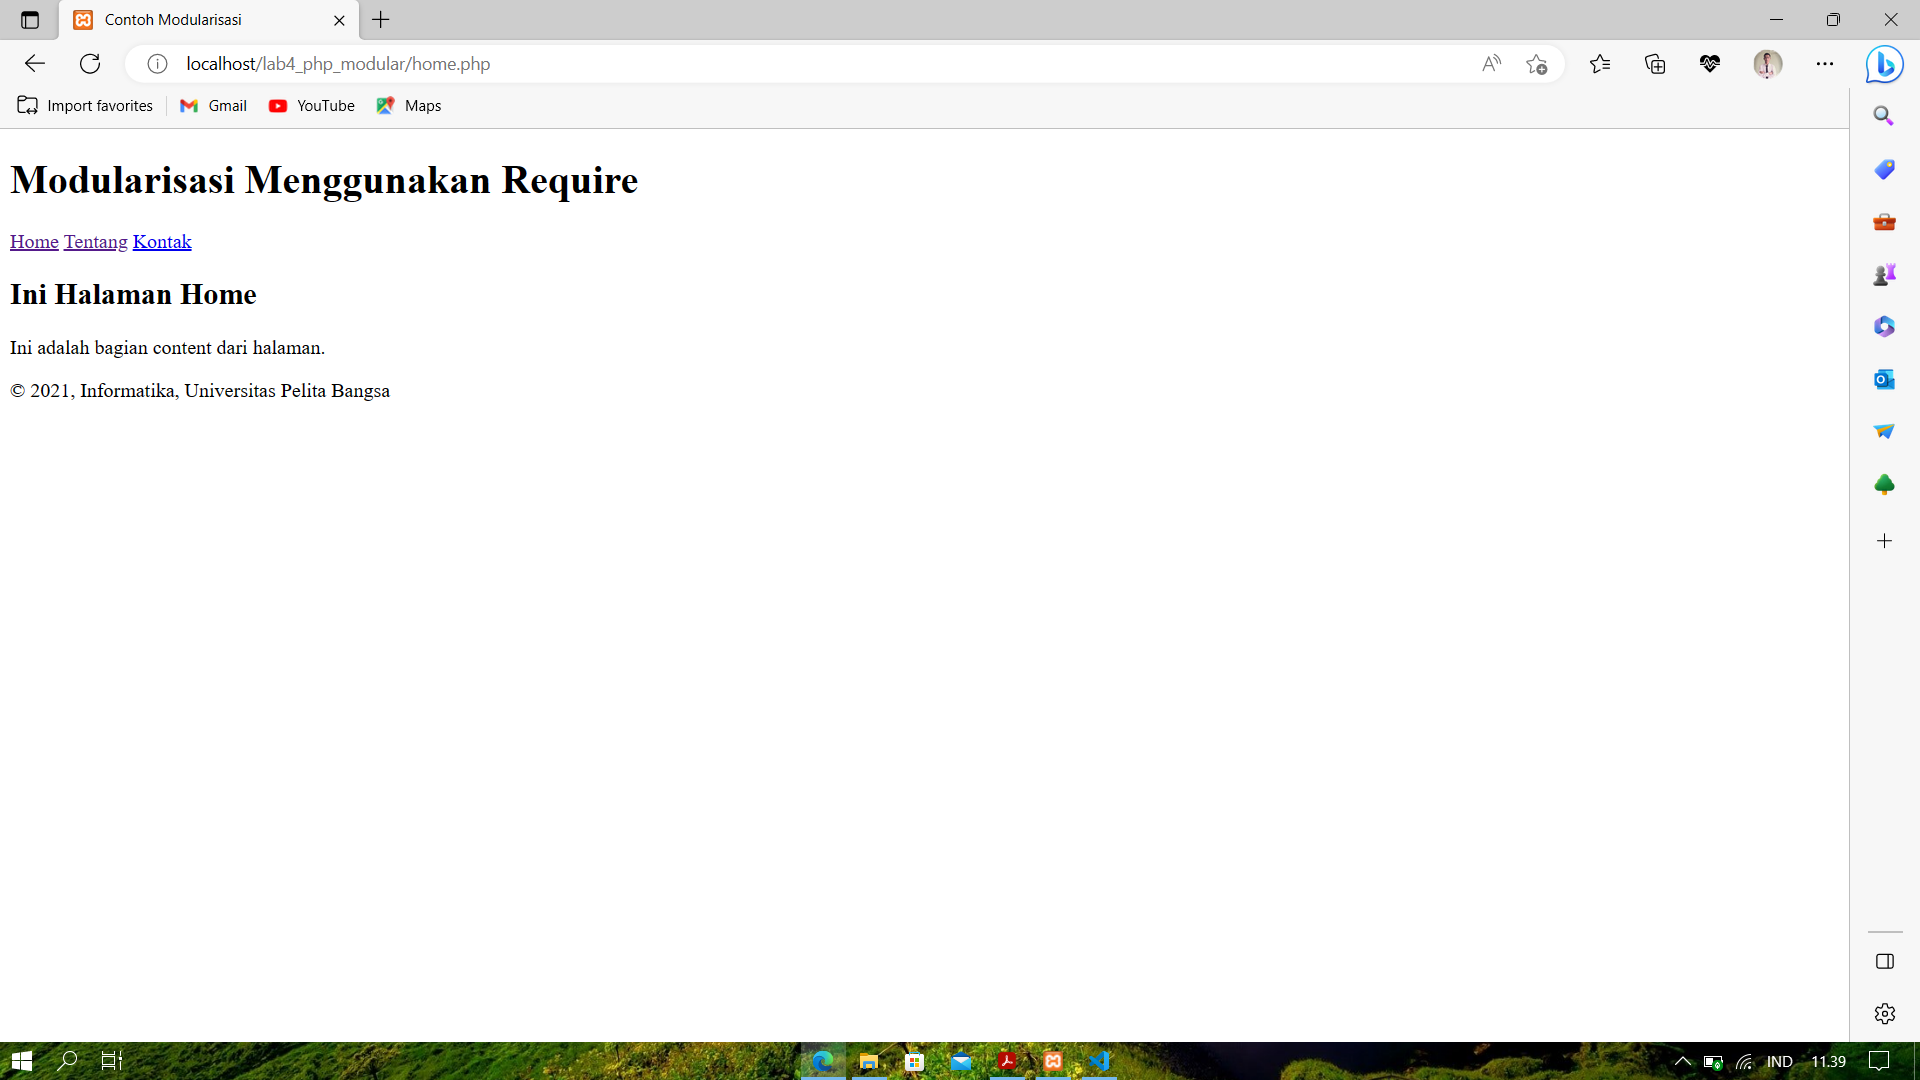 Contoh Modularisasi
localhost/lab4_php_modular/home.php
Import favorites Gmail YouTube Maps
Modularisasi Menggunakan Require
Home Tentang Kontak
Ini Halaman Home
Ini adalah bagian content dari halaman.
© 2021, Informatika, Universitas Pelita Bangsa
IND 11.39